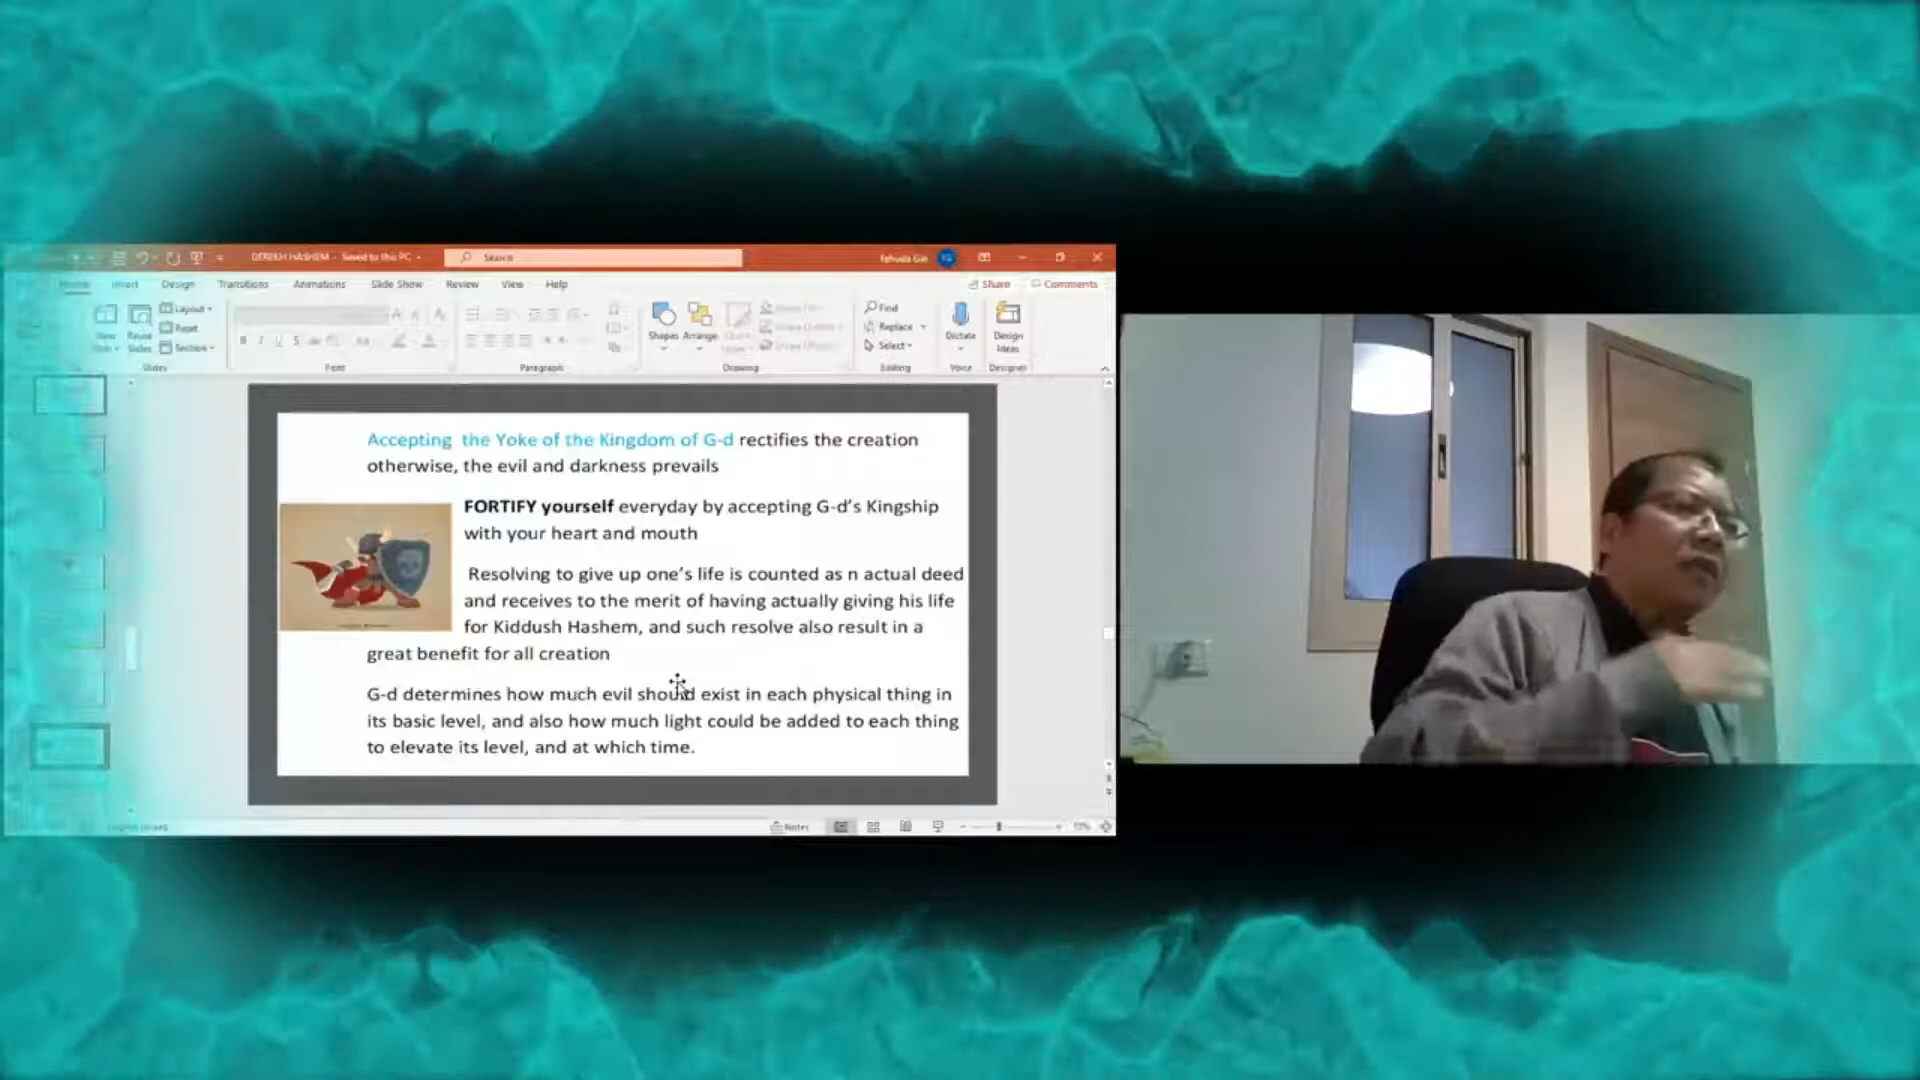 DEREKH HASHEM - Saved to this PC
Search
Yehuda Gin
Home Insert Design Transitions Animations Slide Show Review View Help
Share Comments
Layout
Reset
Section
Slides
Font
Paragraph
Shapes Arrange
Drawing
Find
Replace
Select
Editing
Dictate
Voice
Design
Ideas
Designer
Accepting the Yoke of the Kingdom of G-d rectifies the creation
otherwise, the evil and darkness prevails
FORTIFY yourself everyday by accepting G-d's Kingship
with your heart and mouth
Resolving to give up one's life is counted as n actual deed
and receives to the merit of having actually giving his life
for Kiddush Hashem, and such resolve also result in a
great benefit for all creation
G-d determines how much evil should exist in each physical thing in
its basic level, and also how much light could be added to each thing
to elevate its level, and at which time.
Notes